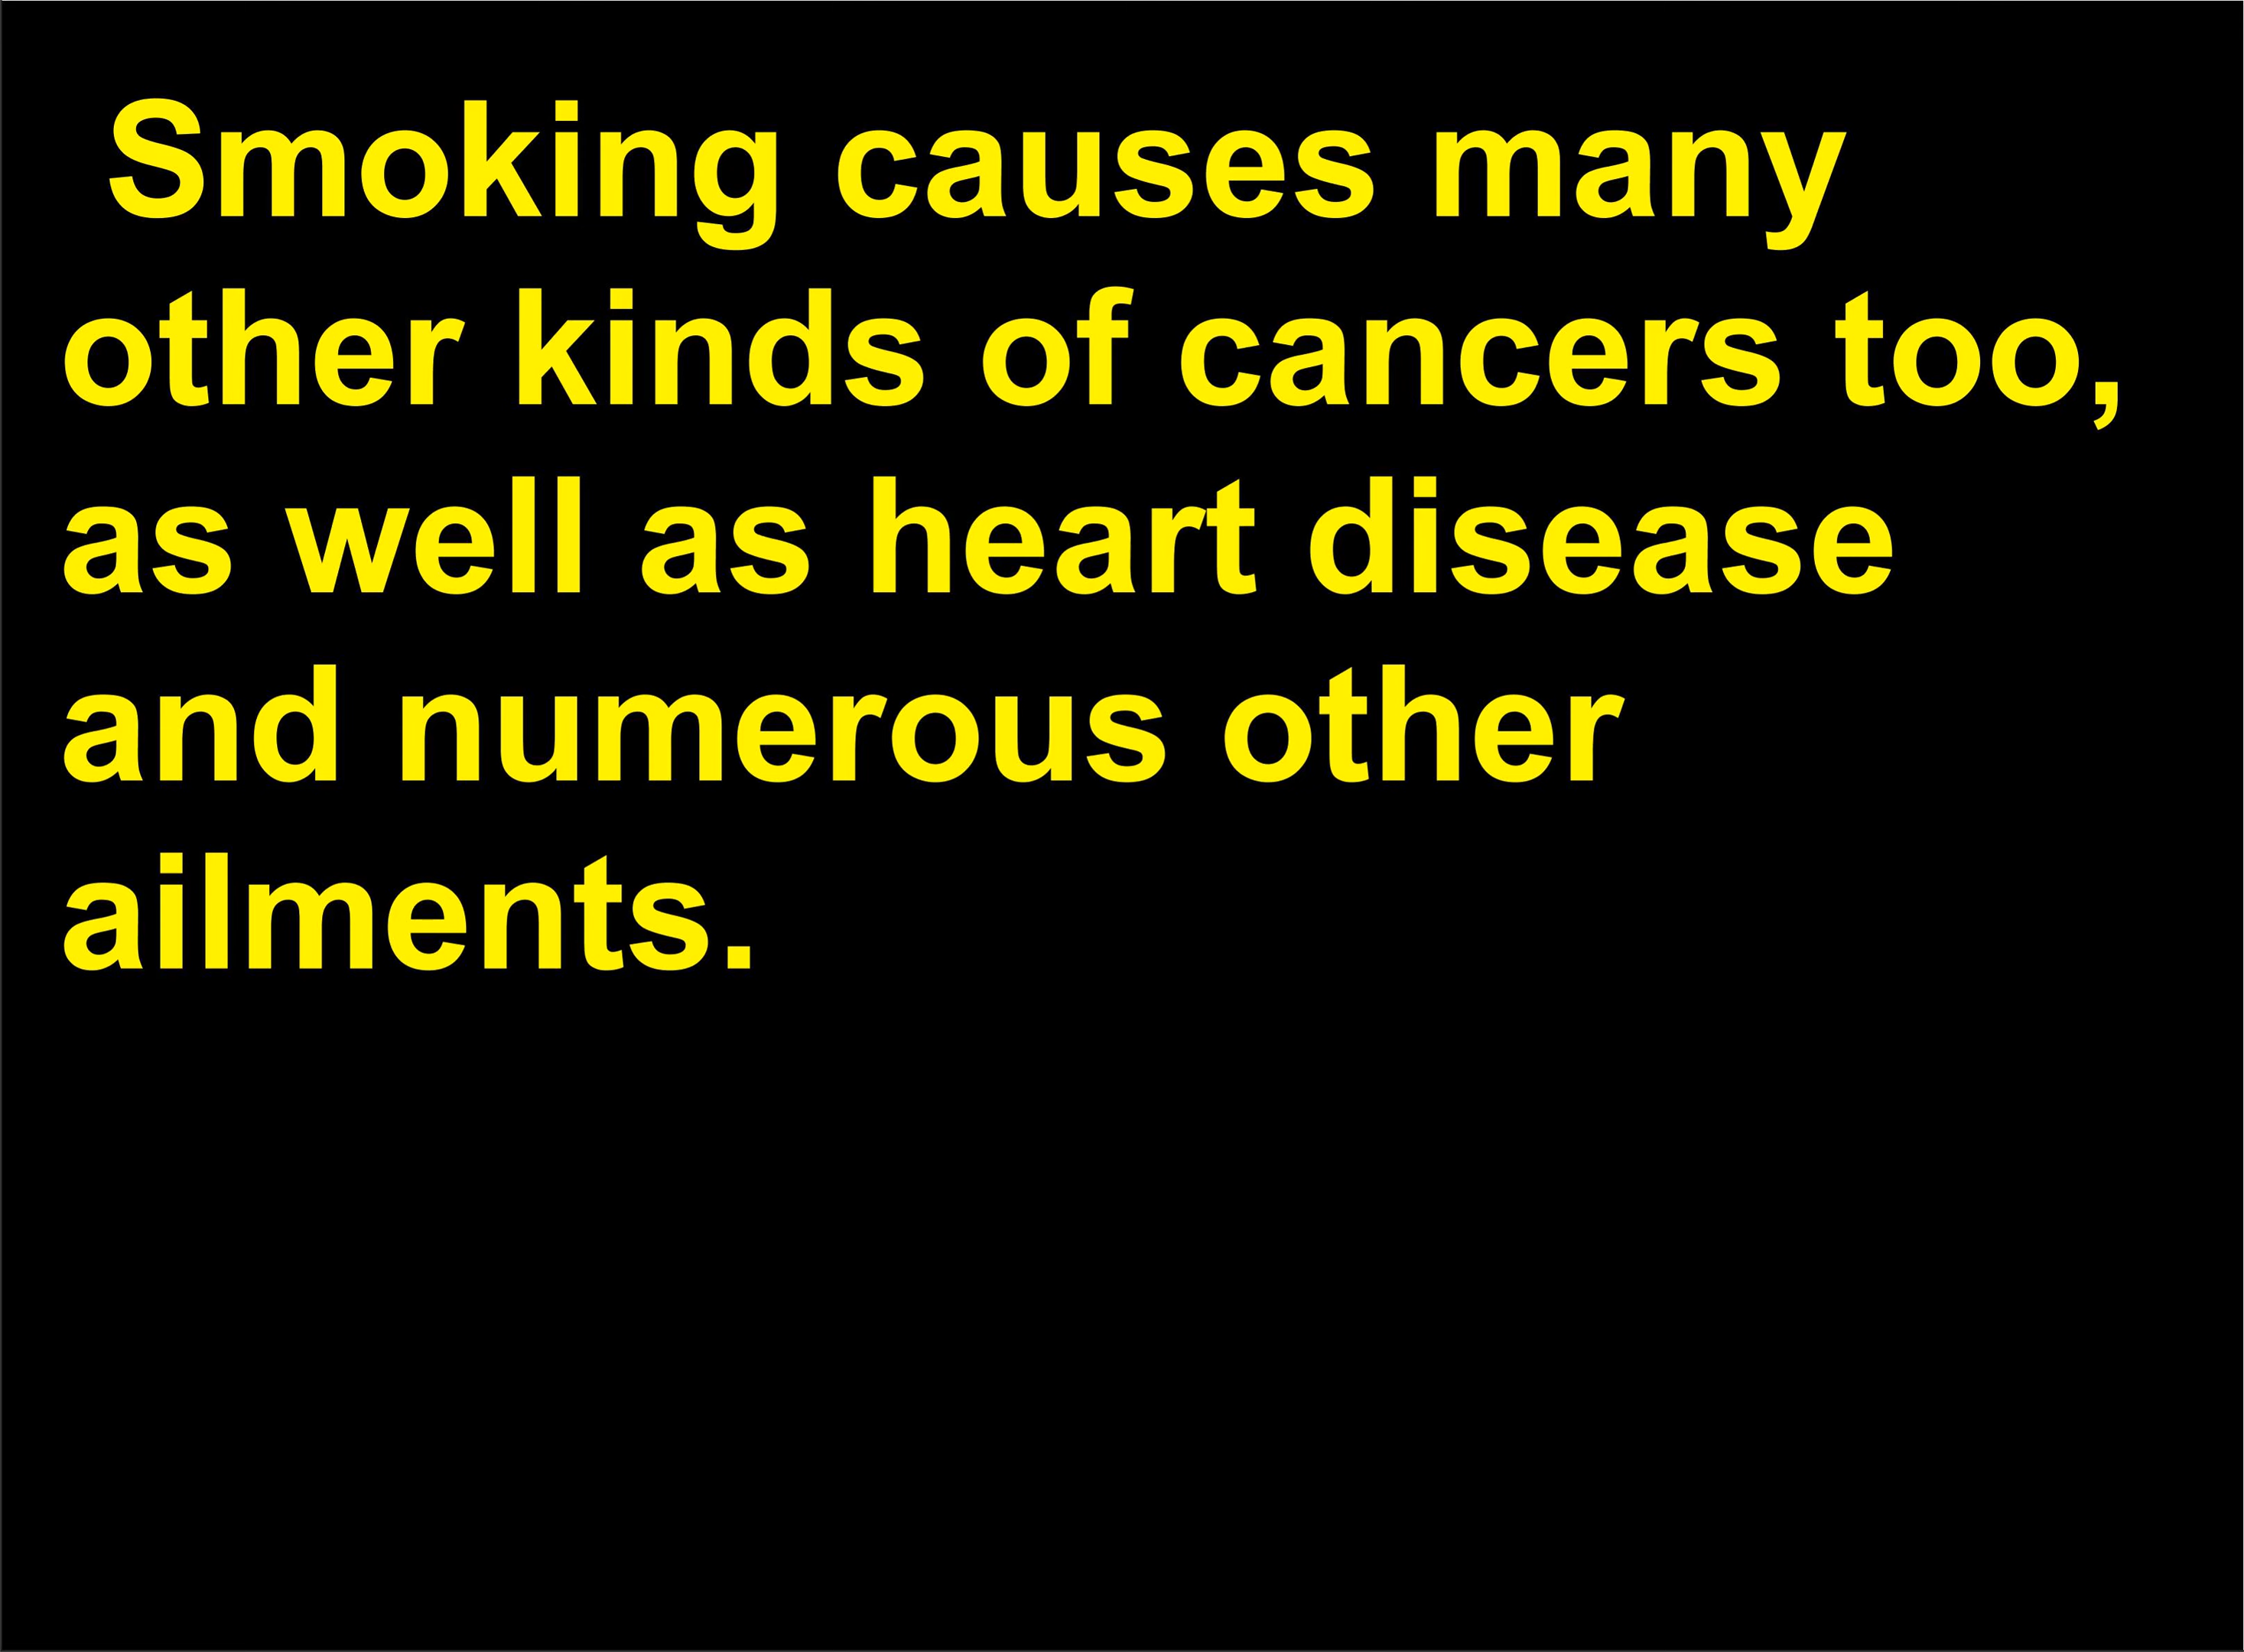 Smoking causes many
other kinds of cancers too,
as well as heart disease
and numerous other
ailments.